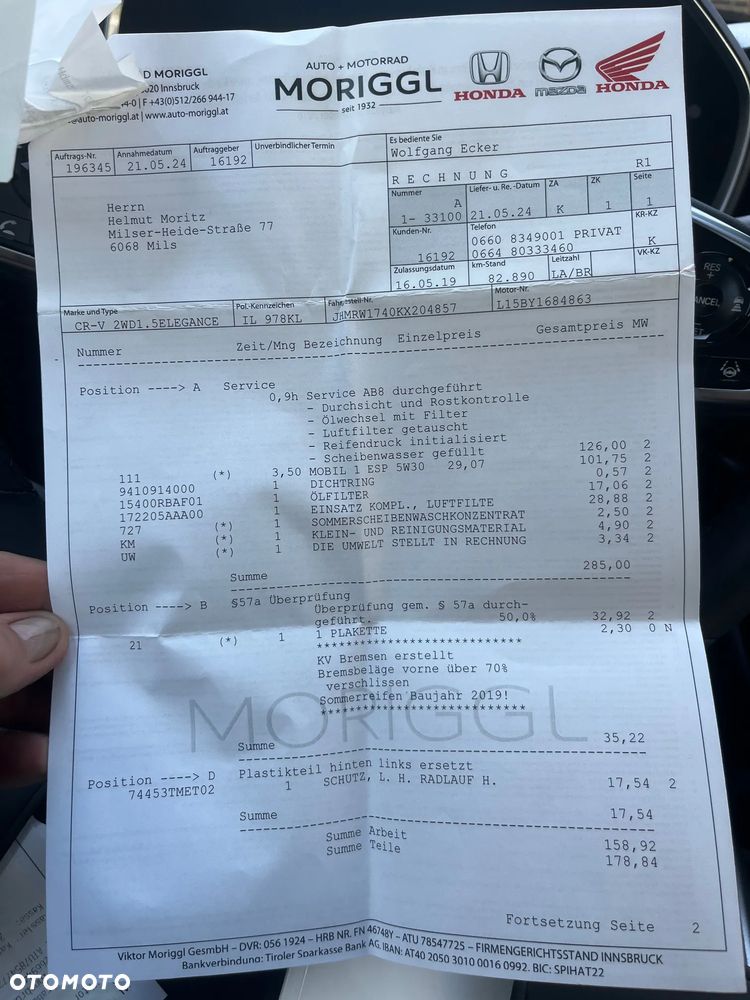 AUTO + MOTORRAD
MORIGGL
seit 1932
HONDA
mazda
HONDA
D MORIGGL
6020 Innsbruck
4-0 | F +43(0)512/266 944-17
@auto-moriggl.at | www.auto-moriggl.at
Auftrags-Nr. Annahmedatum Auftraggeber Unverbindlicher Termin
196345 21.05.24 16192
Es bediente Sie
Wolfgang Ecker
RECHNUNG R1
Nummer Liefer- u. Re.-Datum ZA ZK Seite
A
1- 33100 21.05.24 K 1 1
Kunden-Nr. Telefon KR-KZ
0660 8349001 PRIVAT
16192 0664 80333460 K
Zulassungsdatum km-Stand Leitzahl VK-KZ
16.05.19 82.890 LA/BR
Herrn
Helmut Moritz
Milser-Heide-Straße 77
6068 Mils
Marke und Type Pol.-Kennzeichen Fahrgestell-Nr. Motor-Nr.
CR-V 2WD1.5ELEGANCE IL 978KL JHMRW1740KX204857 L15BY1684863
Nummer Zeit/Mng Bezeichnung Einzelpreis Gesamtpreis MW
Position ----> A Service
0,9h Service AB8 durchgeführt
- Durchsicht und Rostkontrolle
- Ölwechsel mit Filter
- Luftfilter getauscht
- Reifendruck initialisiert
- Scheibenwasser gefüllt 126,00 2
111 (*) 3,50 MOBIL 1 ESP 5W30 29,07 101,75 2
9410914000 1 DICHTRING 0,57 2
15400RBAF01 1 ÖLFILTER 17,06 2
172205AAA00 1 EINSATZ KOMPL., LUFTFILTE 28,88 2
727 (*) 1 SOMMERSCHEIBENWASCHKONZENTRAT 2,50 2
KM (*) 1 KLEIN- UND REINIGUNGSMATERIAL 4,90 2
UW (*) 1 DIE UMWELT STELLT IN RECHNUNG 3,34 2
Summe 285,00
Position ----> B §57a Überprüfung
Überprüfung gem. § 57a durch-
geführt. 50,0% 32,92 2
21 (*) 1 1 PLAKETTE 2,30 0 N
***************************
KV Bremsen erstellt
Bremsbeläge vorne über 70%
verschlissen
Sommerreifen Baujahr 2019!
***************************
MORIGGL
Summe 35,22
Position ----> D Plastikteil hinten links ersetzt
74453TMET02 1 SCHUTZ, L. H. RADLAUF H. 17,54 2
Summe 17,54
Summe Arbeit 158,92
Summe Teile 178,84
Fortsetzung Seite 2
Viktor Moriggl GesmbH – DVR: 056 1924 – HRB NR. FN 46748Y – ATU 78547725 – FIRMENGERICHTSSTAND INNSBRUCK
Bankverbindung: Tiroler Sparkasse Bank AG. IBAN: AT40 2050 3010 0016 0992. BIC: SPIHAT22
RES
+
CANCEL
OTOMOTO